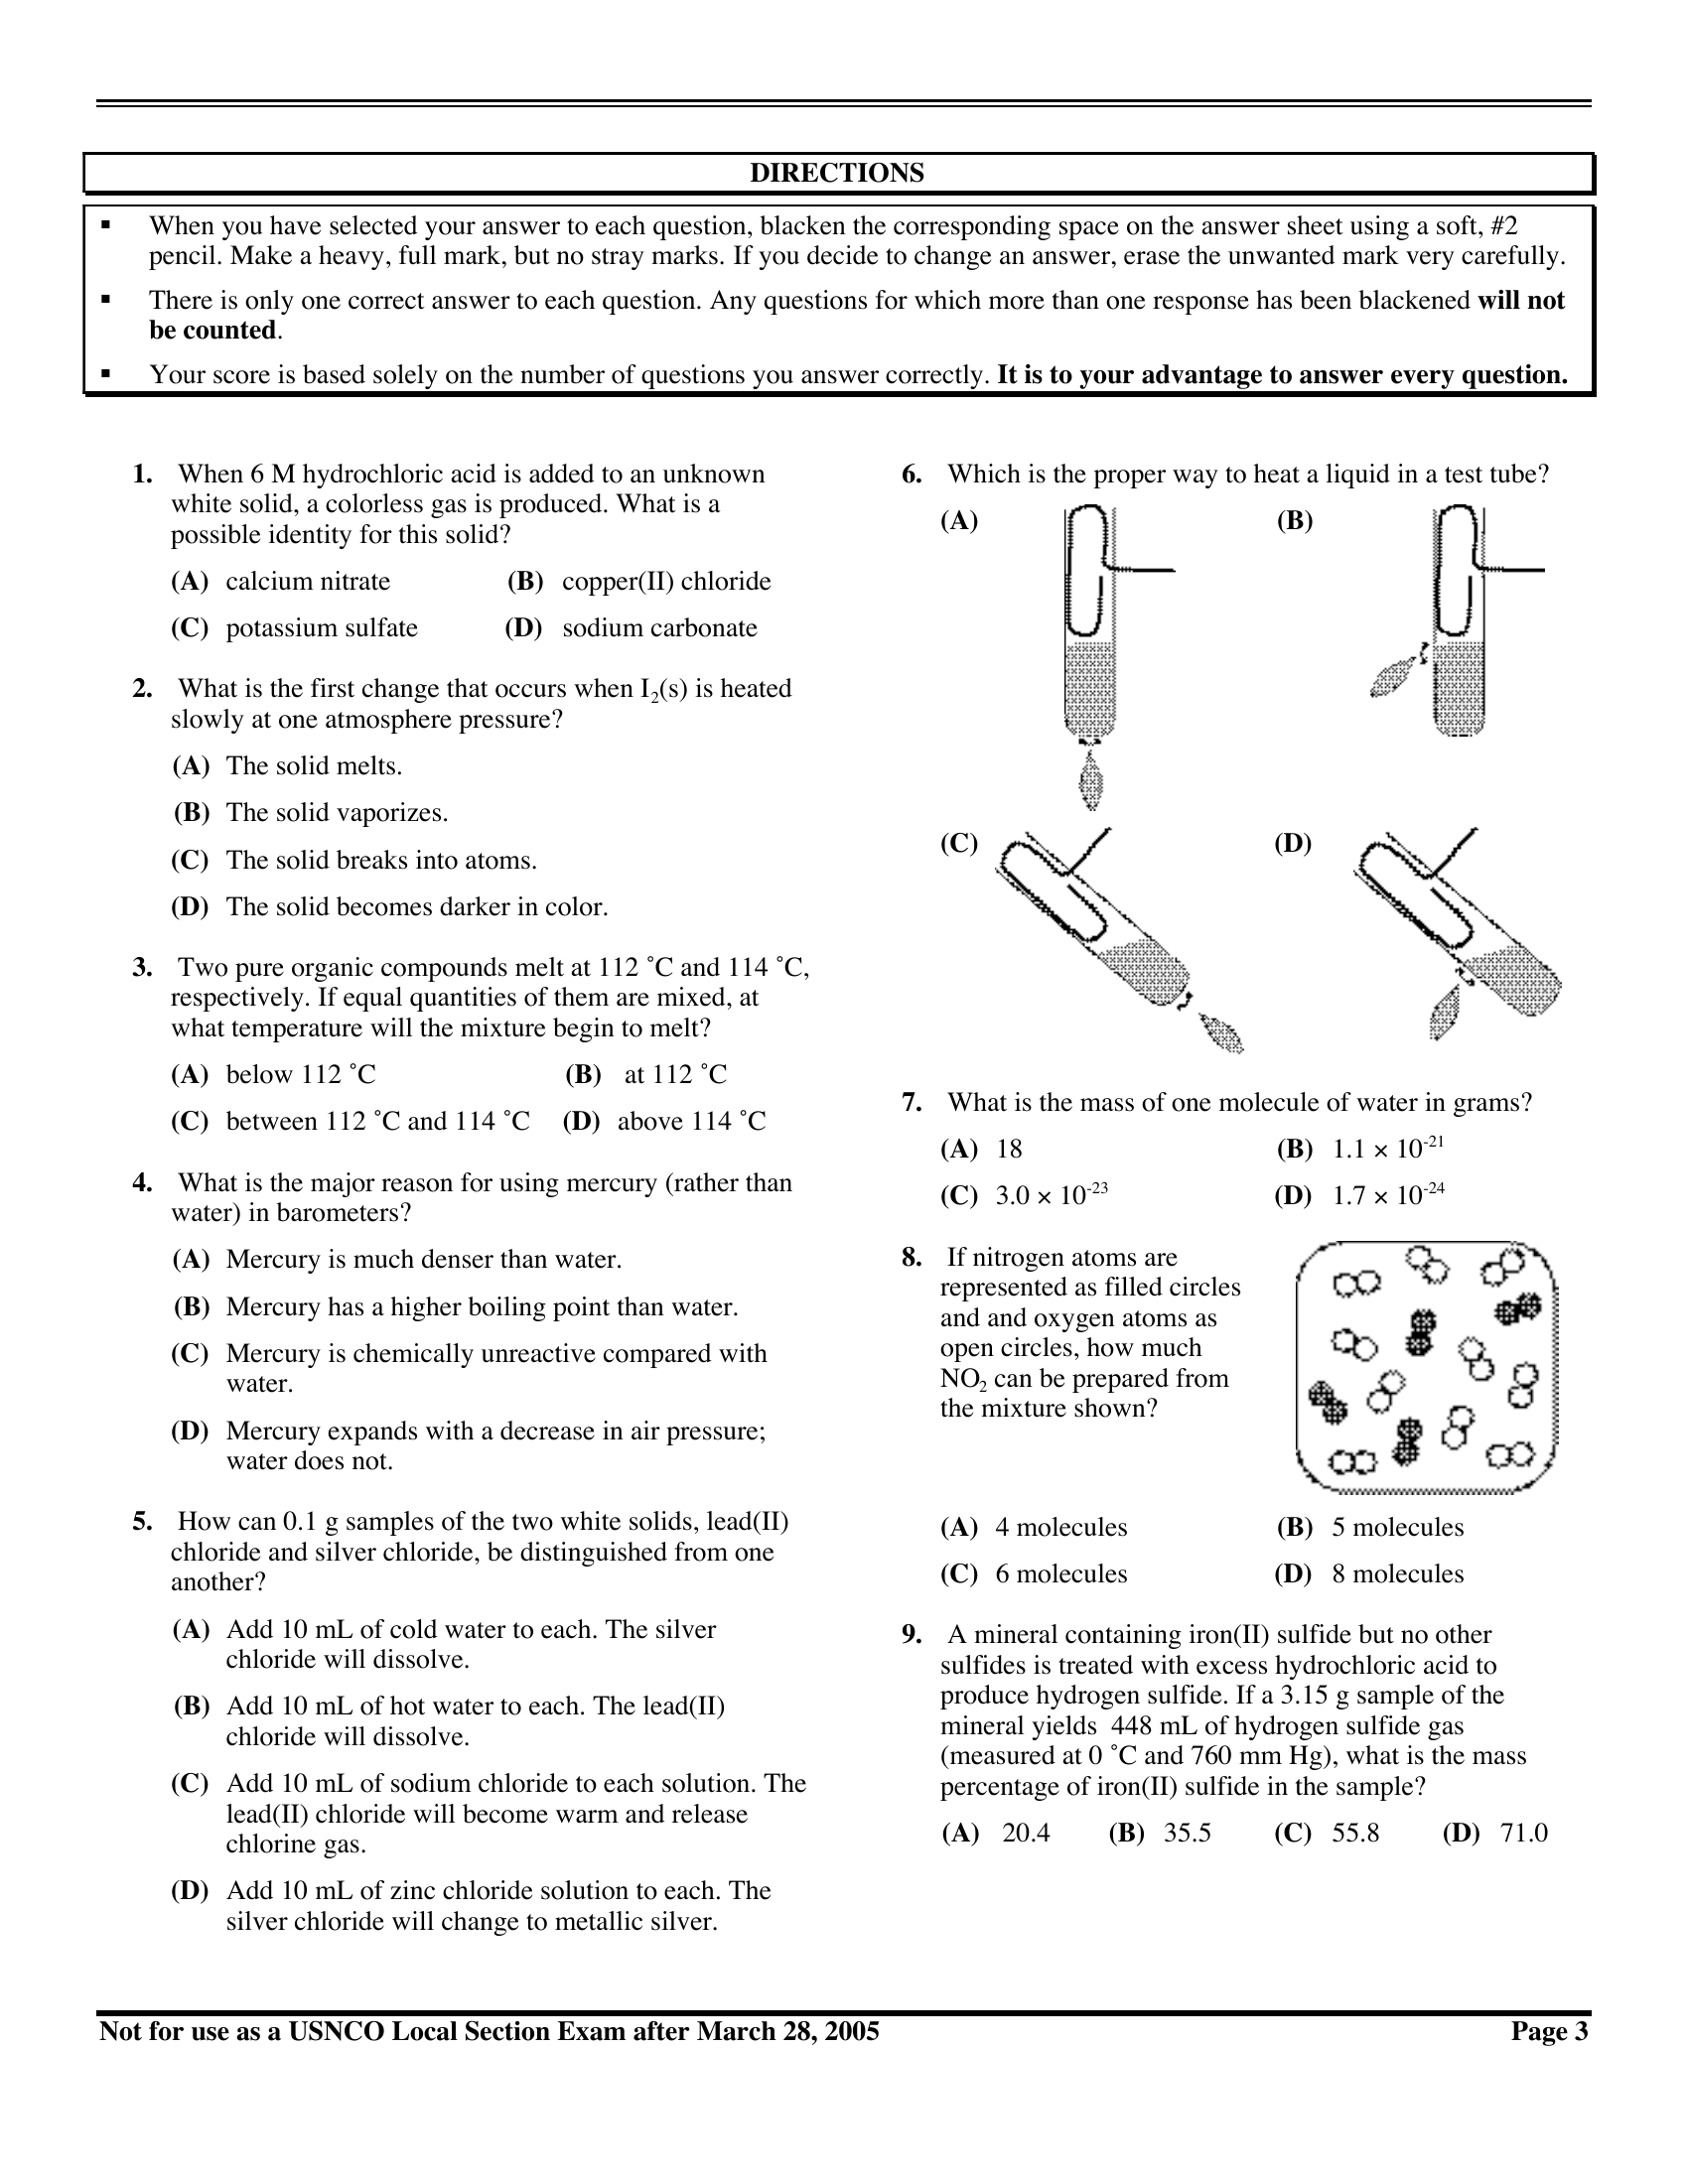 DIRECTIONS
▪ When you have selected your answer to each question, blacken the corresponding space on the answer sheet using a soft, #2
pencil. Make a heavy, full mark, but no stray marks. If you decide to change an answer, erase the unwanted mark very carefully.
▪ There is only one correct answer to each question. Any questions for which more than one response has been blackened will not
be counted.
▪ Your score is based solely on the number of questions you answer correctly. It is to your advantage to answer every question.
1. When 6 M hydrochloric acid is added to an unknown
white solid, a colorless gas is produced. What is a
possible identity for this solid?
(A) calcium nitrate (B) copper(II) chloride
(C) potassium sulfate (D) sodium carbonate
2. What is the first change that occurs when I₂(s) is heated
slowly at one atmosphere pressure?
(A) The solid melts.
(B) The solid vaporizes.
(C) The solid breaks into atoms.
(D) The solid becomes darker in color.
3. Two pure organic compounds melt at 112 ˚C and 114 ˚C,
respectively. If equal quantities of them are mixed, at
what temperature will the mixture begin to melt?
(A) below 112 ˚C (B) at 112 ˚C
(C) between 112 ˚C and 114 ˚C (D) above 114 ˚C
4. What is the major reason for using mercury (rather than
water) in barometers?
(A) Mercury is much denser than water.
(B) Mercury has a higher boiling point than water.
(C) Mercury is chemically unreactive compared with
water.
(D) Mercury expands with a decrease in air pressure;
water does not.
5. How can 0.1 g samples of the two white solids, lead(II)
chloride and silver chloride, be distinguished from one
another?
(A) Add 10 mL of cold water to each. The silver
chloride will dissolve.
(B) Add 10 mL of hot water to each. The lead(II)
chloride will dissolve.
(C) Add 10 mL of sodium chloride to each solution. The
lead(II) chloride will become warm and release
chlorine gas.
(D) Add 10 mL of zinc chloride solution to each. The
silver chloride will change to metallic silver.
6. Which is the proper way to heat a liquid in a test tube?
(A) (B)
(C) (D)
7. What is the mass of one molecule of water in grams?
(A) 18 (B) 1.1 × 10⁻²¹
(C) 3.0 × 10⁻²³ (D) 1.7 × 10⁻²⁴
8. If nitrogen atoms are
represented as filled circles
and and oxygen atoms as
open circles, how much
NO₂ can be prepared from
the mixture shown?
(A) 4 molecules (B) 5 molecules
(C) 6 molecules (D) 8 molecules
9. A mineral containing iron(II) sulfide but no other
sulfides is treated with excess hydrochloric acid to
produce hydrogen sulfide. If a 3.15 g sample of the
mineral yields 448 mL of hydrogen sulfide gas
(measured at 0 ˚C and 760 mm Hg), what is the mass
percentage of iron(II) sulfide in the sample?
(A) 20.4 (B) 35.5 (C) 55.8 (D) 71.0
Not for use as a USNCO Local Section Exam after March 28, 2005 Page 3